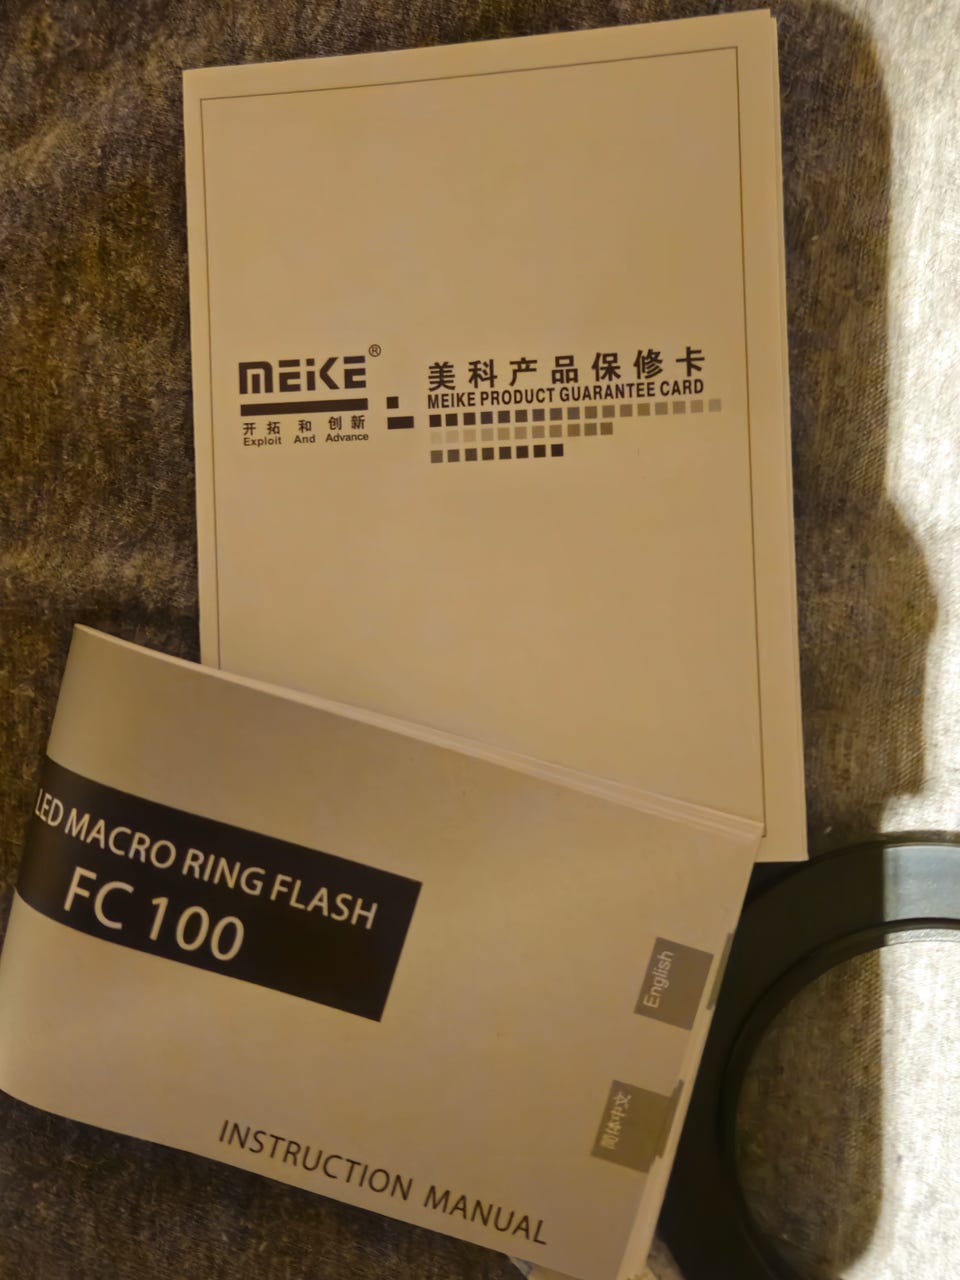 MEiKE®
开拓和创新
Exploit And Advance
美科产品保修卡
MEIKE PRODUCT GUARANTEE CARD
LED MACRO RING FLASH
FC 100
English
简体中文
INSTRUCTION MANUAL